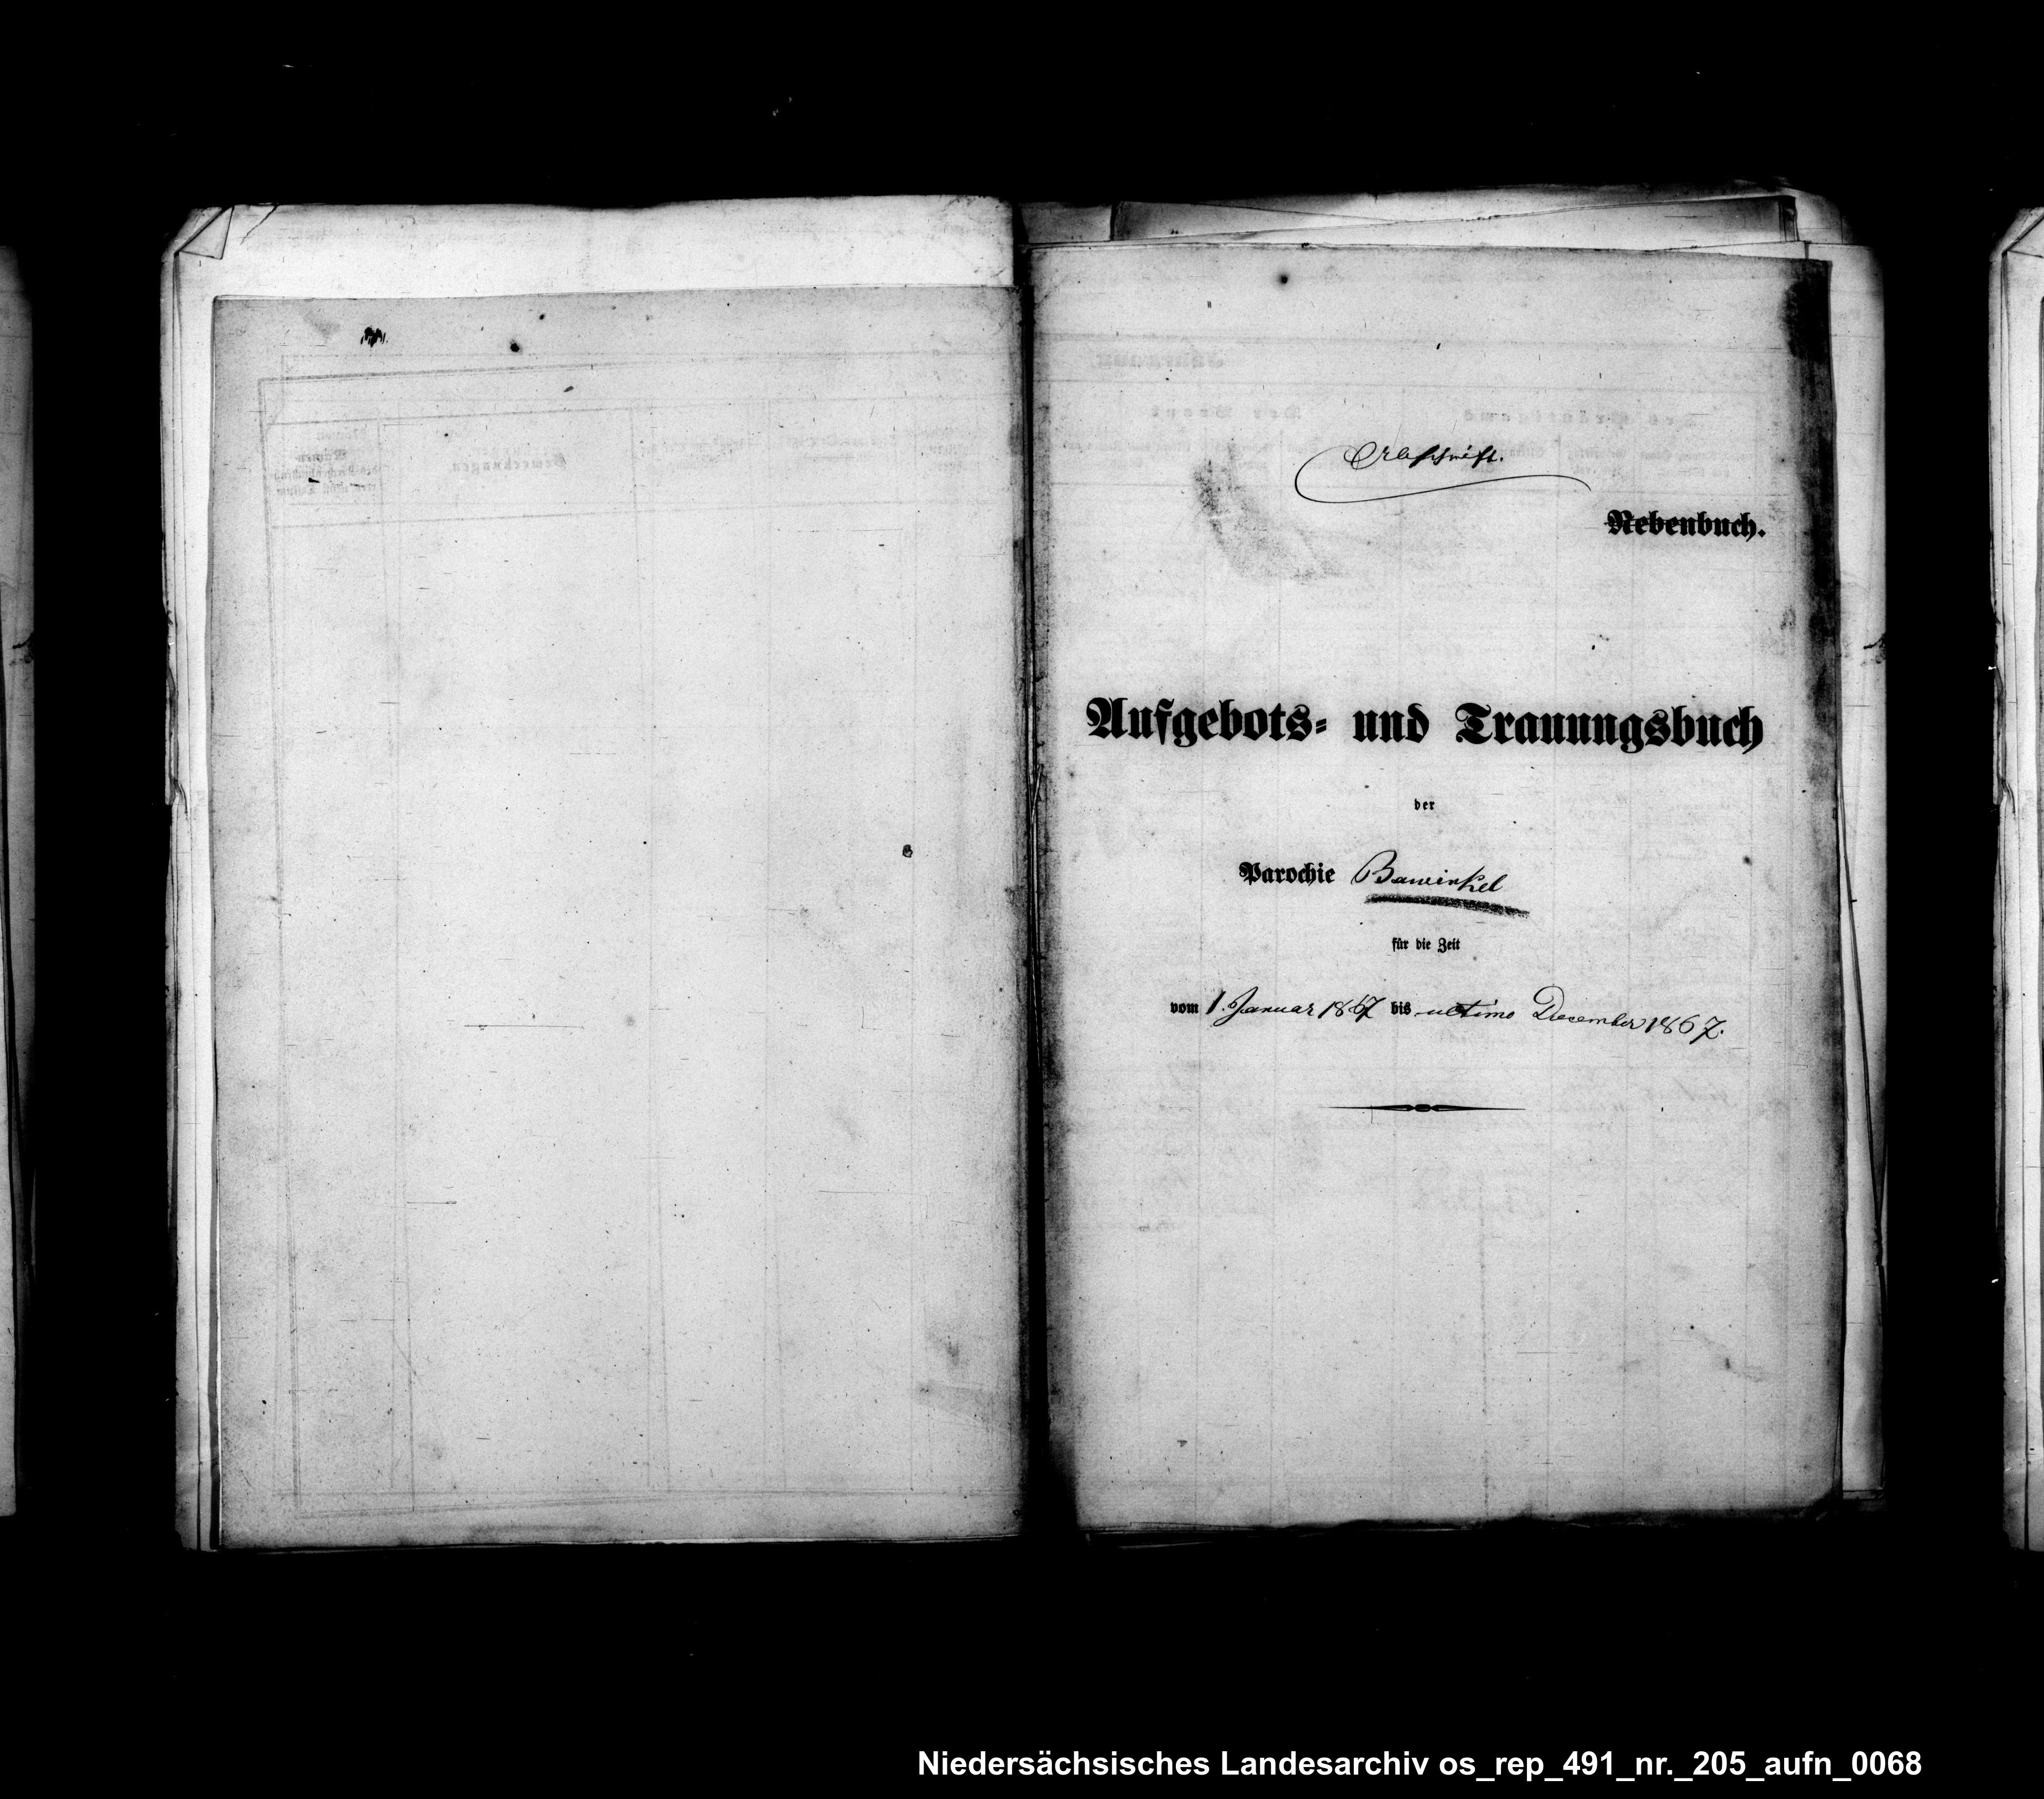 Abschrift.
Nebenbuch.
Aufgebots- und Trauungsbuch
der
Parochie Bawinkel
für die Zeit
vom 1. Januar 1867 bis ultimo December 1867.
Niedersächsisches Landesarchiv os_rep_491_nr._205_aufn_0068